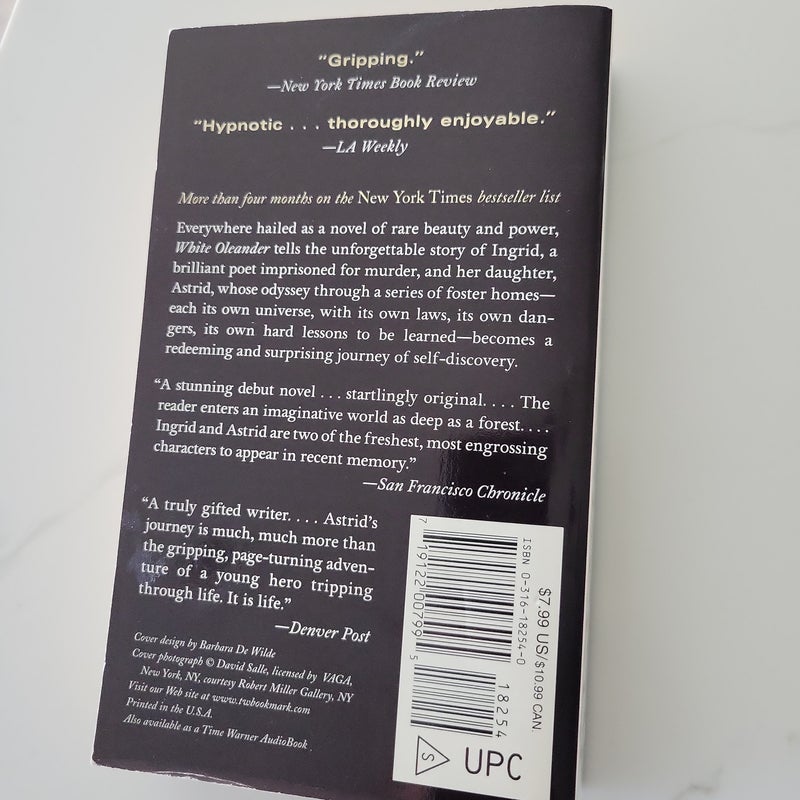 "Gripping."
—New York Times Book Review
"Hypnotic . . . thoroughly enjoyable."
—LA Weekly
More than four months on the New York Times bestseller list
Everywhere hailed as a novel of rare beauty and power,
White Oleander tells the unforgettable story of Ingrid, a
brilliant poet imprisoned for murder, and her daughter,
Astrid, whose odyssey through a series of foster homes—
each its own universe, with its own laws, its own dan-
gers, its own hard lessons to be learned—becomes a
redeeming and surprising journey of self-discovery.
"A stunning debut novel . . . startlingly original. . . . The
reader enters an imaginative world as deep as a forest. . . .
Ingrid and Astrid are two of the freshest, most engrossing
characters to appear in recent memory."
—San Francisco Chronicle
"A truly gifted writer. . . . Astrid's
journey is much, much more than
the gripping, page-turning adven-
ture of a young hero tripping
through life. It is life."
—Denver Post
Cover design by Barbara De Wilde
Cover photograph © David Salle, licensed by VAGA,
New York, NY, courtesy Robert Miller Gallery, NY
Visit our Web site at www.twbookmark.com
Printed in the U.S.A.
Also available as a Time Warner AudioBook
$7.99 US/$10.99 CAN
ISBN 0-316-18254-0
7 19122 00799 5
18254
S UPC